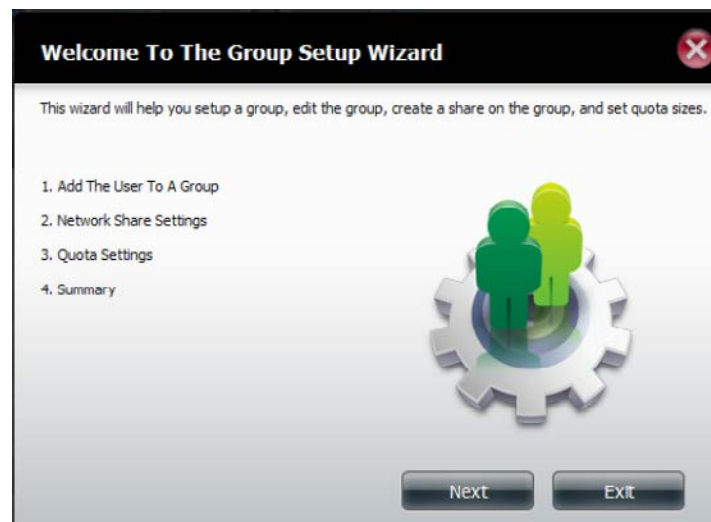 Welcome To The Group Setup Wizard
This wizard will help you setup a group, edit the group, create a share on the group, and set quota sizes.
1. Add The User To A Group
2. Network Share Settings
3. Quota Settings
4. Summary
Next
Exit